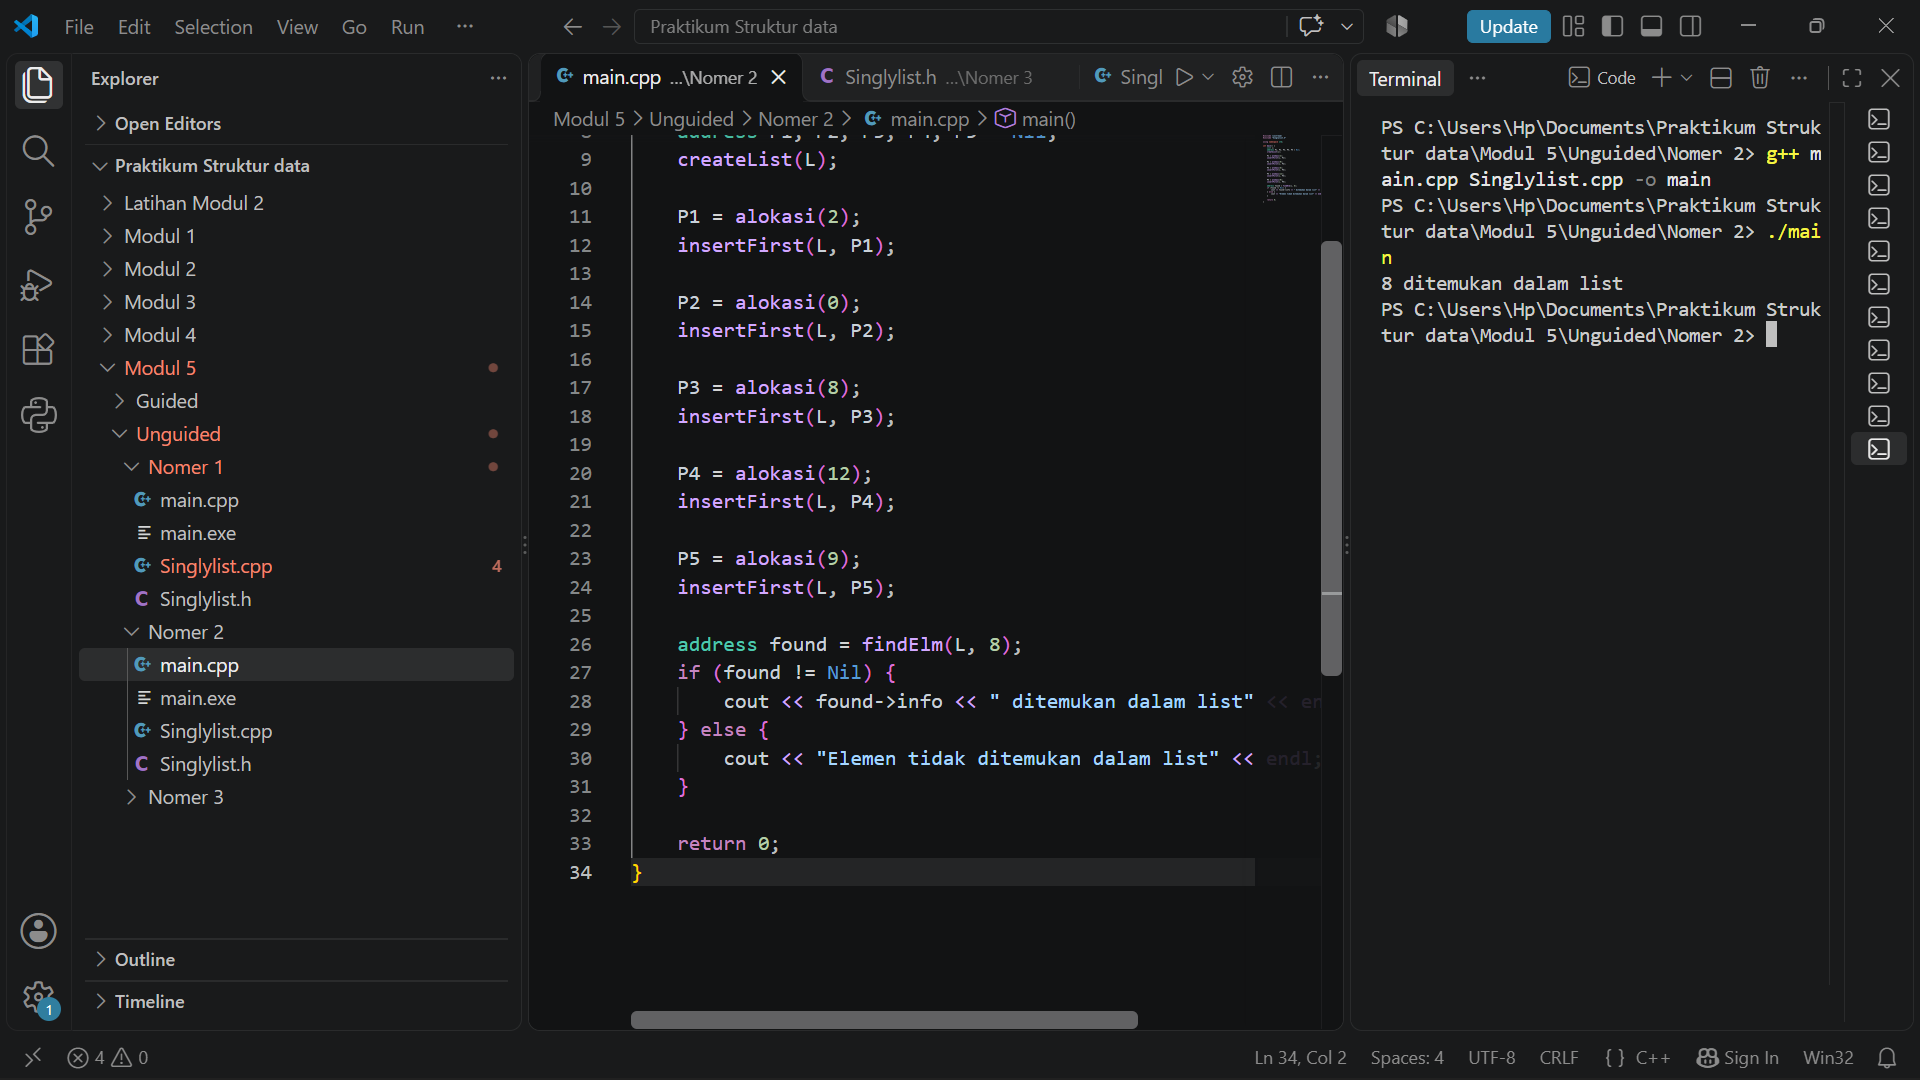 File Edit Selection View Go Run ···
Praktikum Struktur data
Update
Explorer
Open Editors
Praktikum Struktur data
Latihan Modul 2
Modul 1
Modul 2
Modul 3
Modul 4
Modul 5
Guided
Unguided
Nomer 1
main.cpp
main.exe
Singlylist.cpp 4
Singlylist.h
Nomer 2
main.cpp
main.exe
Singlylist.cpp
Singlylist.h
Nomer 3
Outline
Timeline
1
main.cpp ...\Nomer 2
Singlylist.h ...\Nomer 3
Singl
Modul 5 > Unguided > Nomer 2 > main.cpp > main()
9 createList(L);
10
11 P1 = alokasi(2);
12 insertFirst(L, P1);
13
14 P2 = alokasi(0);
15 insertFirst(L, P2);
16
17 P3 = alokasi(8);
18 insertFirst(L, P3);
19
20 P4 = alokasi(12);
21 insertFirst(L, P4);
22
23 P5 = alokasi(9);
24 insertFirst(L, P5);
25
26 address found = findElm(L, 8);
27 if (found != Nil) {
28 cout << found->info << " ditemukan dalam list" << en
29 } else {
30 cout << "Elemen tidak ditemukan dalam list" << endl;
31 }
32
33 return 0;
34 }
Terminal
Code
PS C:\Users\Hp\Documents\Praktikum Struk
tur data\Modul 5\Unguided\Nomer 2> g++ m
ain.cpp Singlylist.cpp -o main
PS C:\Users\Hp\Documents\Praktikum Struk
tur data\Modul 5\Unguided\Nomer 2> ./mai
n
8 ditemukan dalam list
PS C:\Users\Hp\Documents\Praktikum Struk
tur data\Modul 5\Unguided\Nomer 2>
4 0
Ln 34, Col 2 Spaces: 4 UTF-8 CRLF { } C++ Sign In Win32